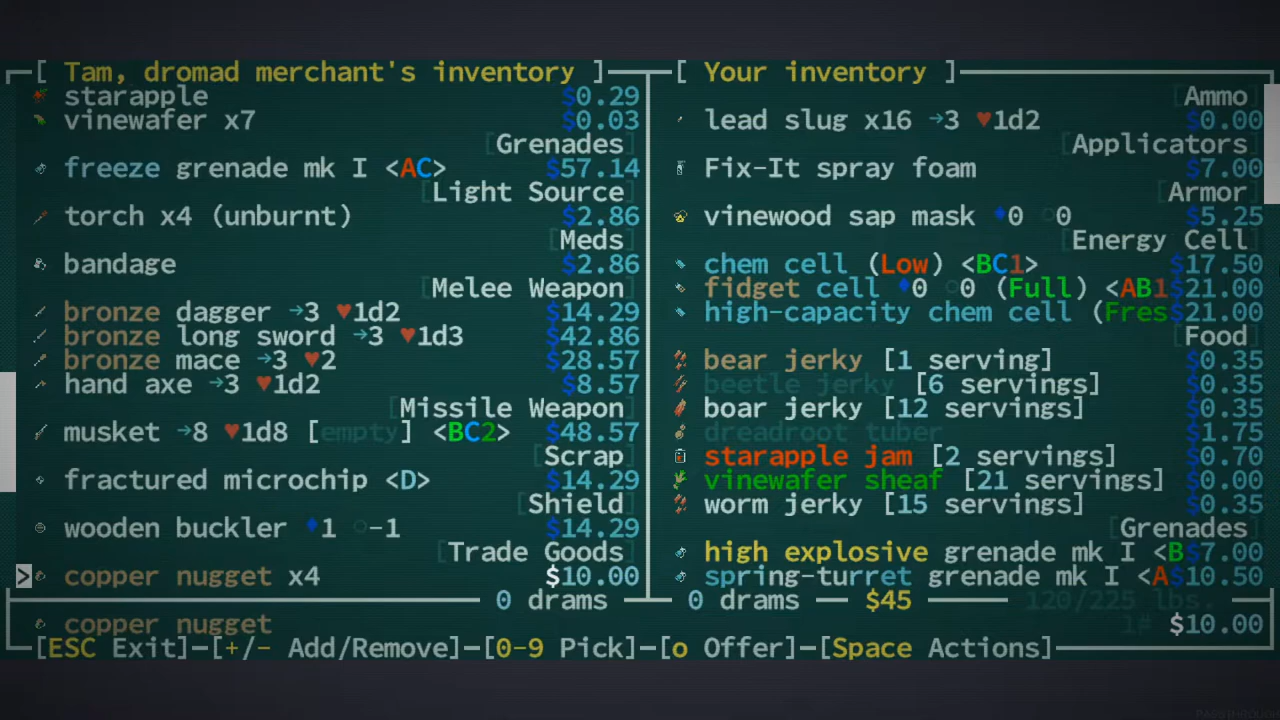 [ Tam, dromad merchant's inventory ]
starapple $0.29
vinewafer x7 $0.03
[Grenades]
freeze grenade mk I <AC> $57.14
[Light Source]
torch x4 (unburnt) $2.86
[Meds]
bandage $2.86
[Melee Weapon]
bronze dagger →3 ♥1d2 $14.29
bronze long sword →3 ♥1d3 $42.86
bronze mace →3 ♥2 $28.57
hand axe →3 ♥1d2 $8.57
[Missile Weapon]
musket →8 ♥1d8 [empty] <BC2> $48.57
[Scrap]
fractured microchip <D> $14.29
[Shield]
wooden buckler ♦1 ○-1 $14.29
[Trade Goods]
> copper nugget x4 $10.00
0 drams
[ Your inventory ]
[Ammo]
lead slug x16 →3 ♥1d2 $0.00
[Applicators]
Fix-It spray foam $7.00
[Armor]
vinewood sap mask ♦0 ○0 $5.25
[Energy Cell]
chem cell (Low) <BC1> $17.50
fidget cell ♦0 ○0 (Full) <AB1 $21.00
high-capacity chem cell (Fres $21.00
[Food]
bear jerky [1 serving] $0.35
beetle jerky [6 servings] $0.35
boar jerky [12 servings] $0.35
dreadroot tuber $1.75
starapple jam [2 servings] $0.70
vinewafer sheaf [21 servings] $0.00
worm jerky [15 servings] $0.35
[Grenades]
high explosive grenade mk I <B $7.00
spring-turret grenade mk I <A $10.50
0 drams — $45 120/225 lbs.
copper nugget 1# $10.00
[ESC Exit]-[+/- Add/Remove]-[0-9 Pick]-[o Offer]-[Space Actions]